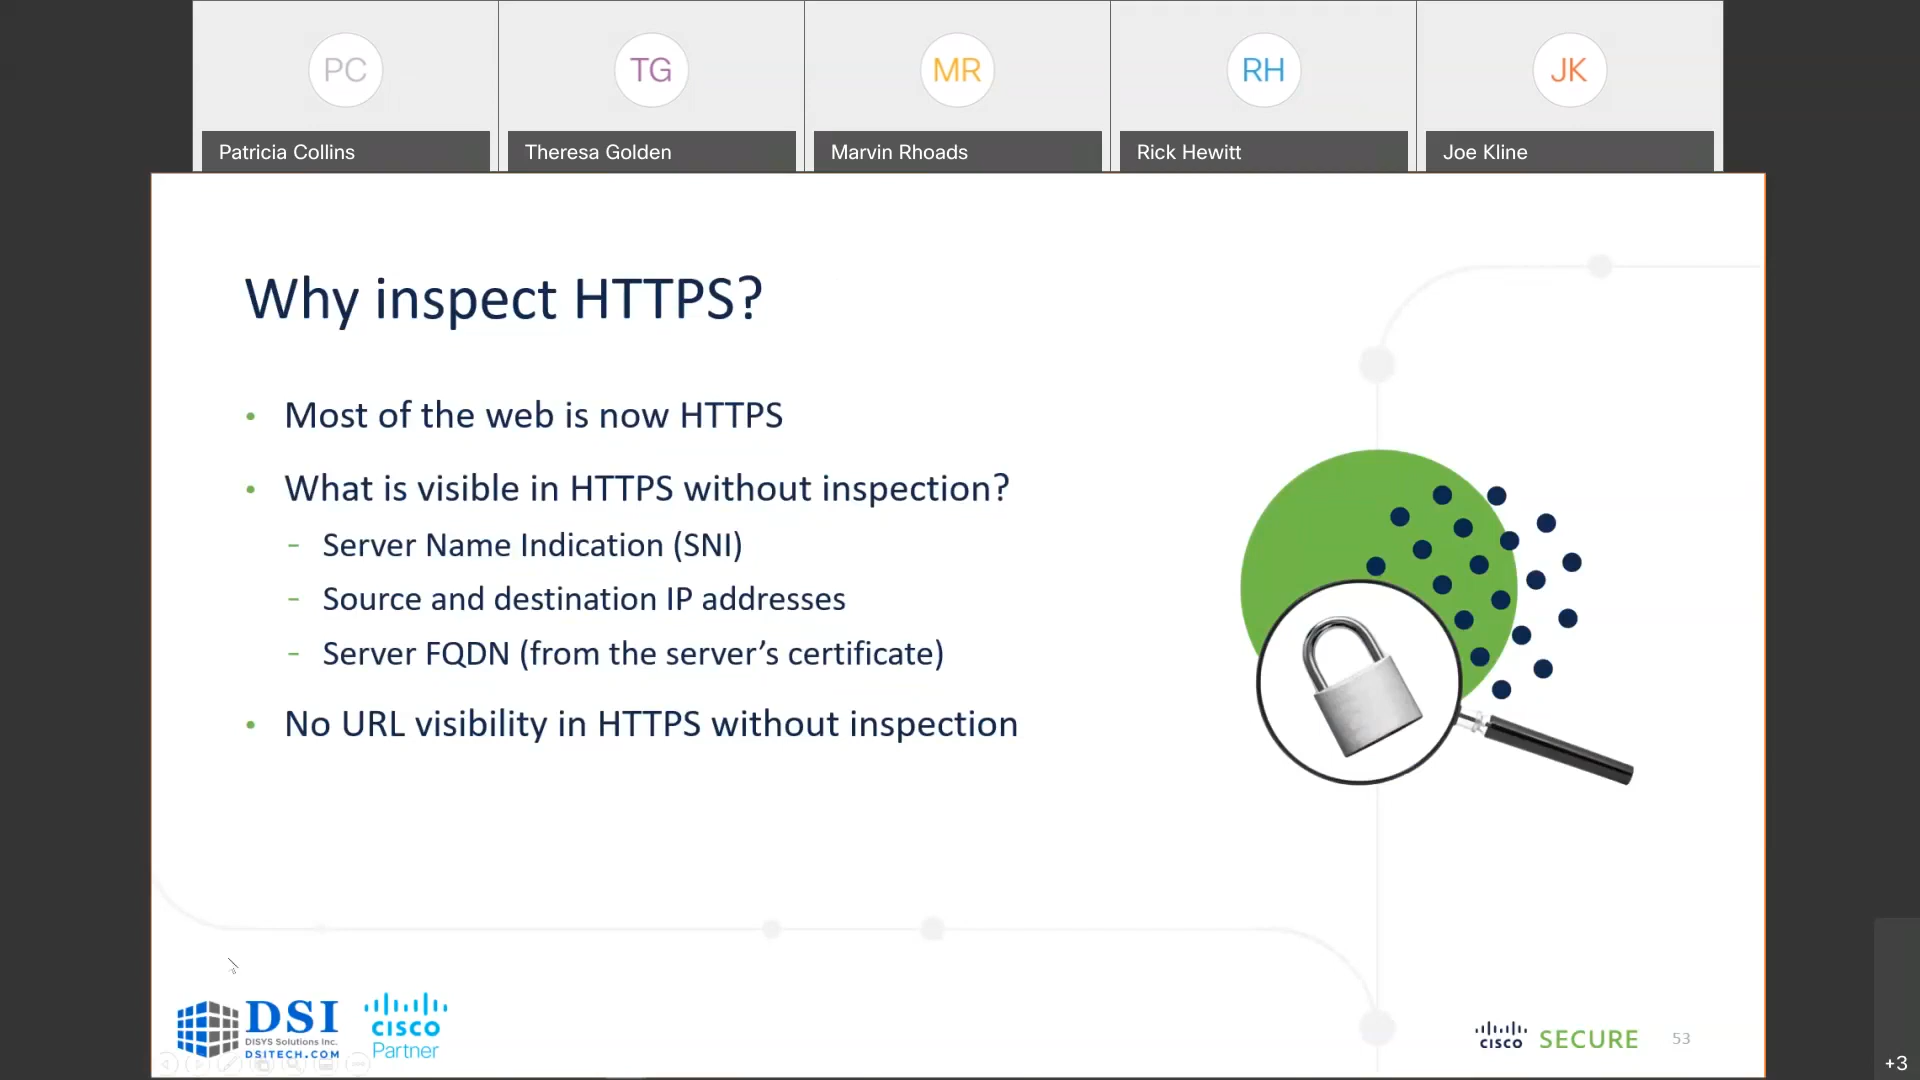 PC
TG
MR
RH
JK
Patricia Collins
Theresa Golden
Marvin Rhoads
Rick Hewitt
Joe Kline
Why inspect HTTPS?
• Most of the web is now HTTPS
• What is visible in HTTPS without inspection?
- Server Name Indication (SNI)
- Source and destination IP addresses
- Server FQDN (from the server’s certificate)
• No URL visibility in HTTPS without inspection
DSI
DISYS Solutions Inc.
DSITECH.COM
CISCO
Partner
CISCO
SECURE
53
+3